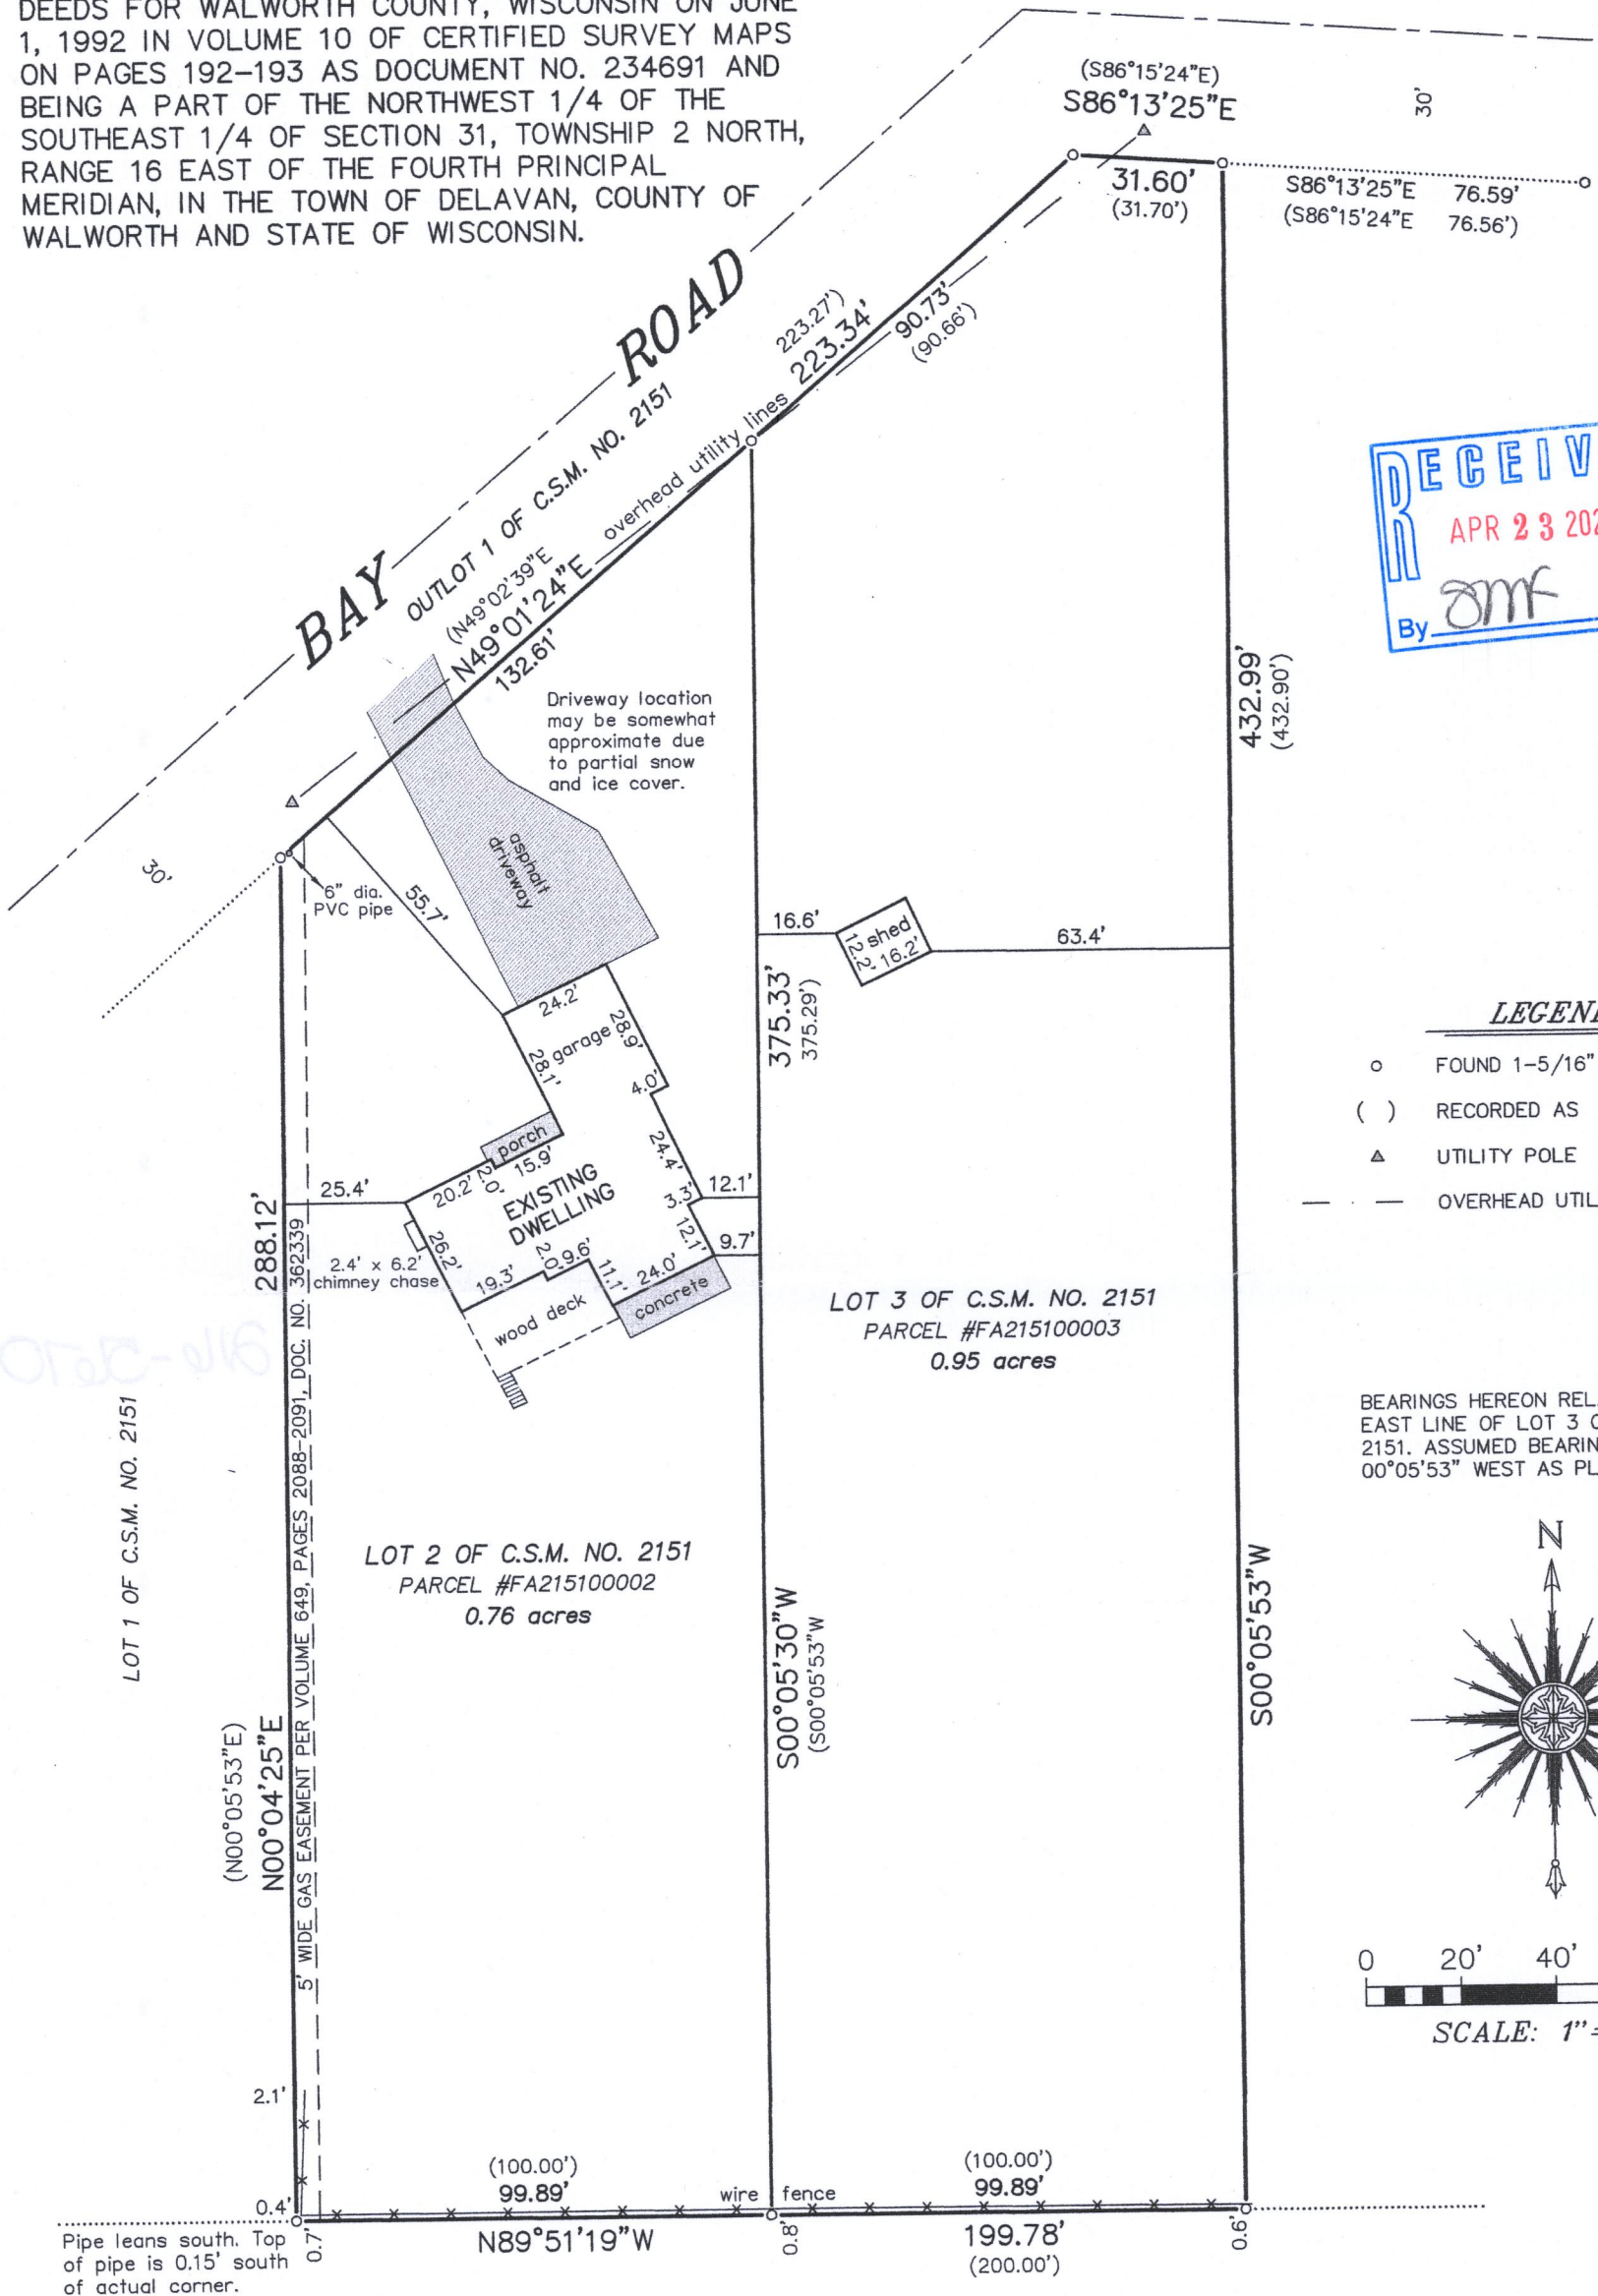 DEEDS FOR WALWORTH COUNTY, WISCONSIN ON JUNE
1, 1992 IN VOLUME 10 OF CERTIFIED SURVEY MAPS
ON PAGES 192-193 AS DOCUMENT NO. 234691 AND
BEING A PART OF THE NORTHWEST 1/4 OF THE
SOUTHEAST 1/4 OF SECTION 31, TOWNSHIP 2 NORTH,
RANGE 16 EAST OF THE FOURTH PRINCIPAL
MERIDIAN, IN THE TOWN OF DELAVAN, COUNTY OF
WALWORTH AND STATE OF WISCONSIN.
(S86°15'24"E)
S86°13'25"E
30'
31.60'
(31.70')
S86°13'25"E 76.59'
(S86°15'24"E 76.56')
BAY ROAD
223.27')
223.34'
90.73'
(90.66')
OUTLOT 1 OF C.S.M. NO. 2151
overhead utility lines
(N49°02'39"E
N49°01'24"E
132.61'
RECEIV
APR 23 202
By SMF
Driveway location
may be somewhat
approximate due
to partial snow
and ice cover.
432.99'
(432.90')
30'
6" dia.
PVC pipe
55.7'
asphalt
driveway
16.6'
shed
12.2'
16.2'
63.4'
375.33'
375.29')
24.2'
garage
28.9'
28.1'
4.0'
LEGEN
FOUND 1-5/16"
( ) RECORDED AS
UTILITY POLE
OVERHEAD UTIL
porch
15.9'
2.0'
20.2'
24.4'
3.3'
12.1'
12.1'
9.7'
25.4'
EXISTING
DWELLING
26.2'
2.4' x 6.2'
chimney chase
19.3'
2.0'
9.6'
11.1'
24.0'
wood deck
concrete
288.12'
5' WIDE GAS EASEMENT PER VOLUME 649, PAGES 2088-2091, DOC. NO. 362339
LOT 3 OF C.S.M. NO. 2151
PARCEL #FA215100003
0.95 acres
BEARINGS HEREON REL
EAST LINE OF LOT 3
2151. ASSUMED BEARIN
00°05'53" WEST AS PL
LOT 1 OF C.S.M. NO. 2151
LOT 2 OF C.S.M. NO. 2151
PARCEL #FA215100002
0.76 acres
N
S00°05'30"W
(S00°05'53"W
S00°05'53"W
(N00°05'53"E)
N00°04'25"E
0 20' 40'
SCALE: 1"=
2.1'
(100.00')
99.89'
wire fence
(100.00')
99.89'
0.4'
0.7'
N89°51'19"W
0.8'
199.78'
(200.00')
0.6'
Pipe leans south. Top
of pipe is 0.15' south
of actual corner.